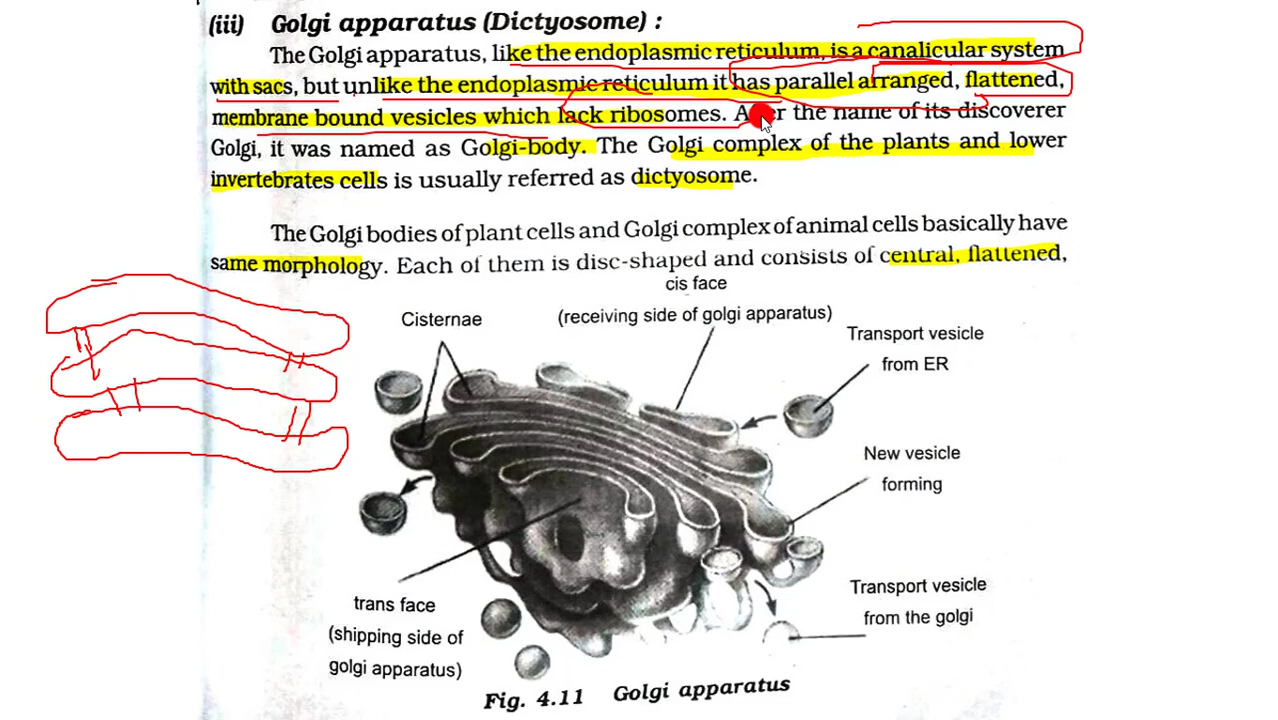 (iii) Golgi apparatus (Dictyosome) :
The Golgi apparatus, like the endoplasmic reticulum, is a canalicular system
with sacs, but unlike the endoplasmic reticulum it has parallel arranged, flattened,
membrane bound vesicles which lack ribosomes. the name of its discoverer
Golgi, it was named as Golgi-body. The Golgi complex of the plants and lower
invertebrates cells is usually referred as dictyosome.
The Golgi bodies of plant cells and Golgi complex of animal cells basically have
same morphology. Each of them is disc-shaped and consists of central, flattened,
cis face
(receiving side of golgi apparatus)
Cisternae
Transport vesicle
from ER
New vesicle
forming
Transport vesicle
from the golgi
trans face
(shipping side of
golgi apparatus)
Fig. 4.11 Golgi apparatus